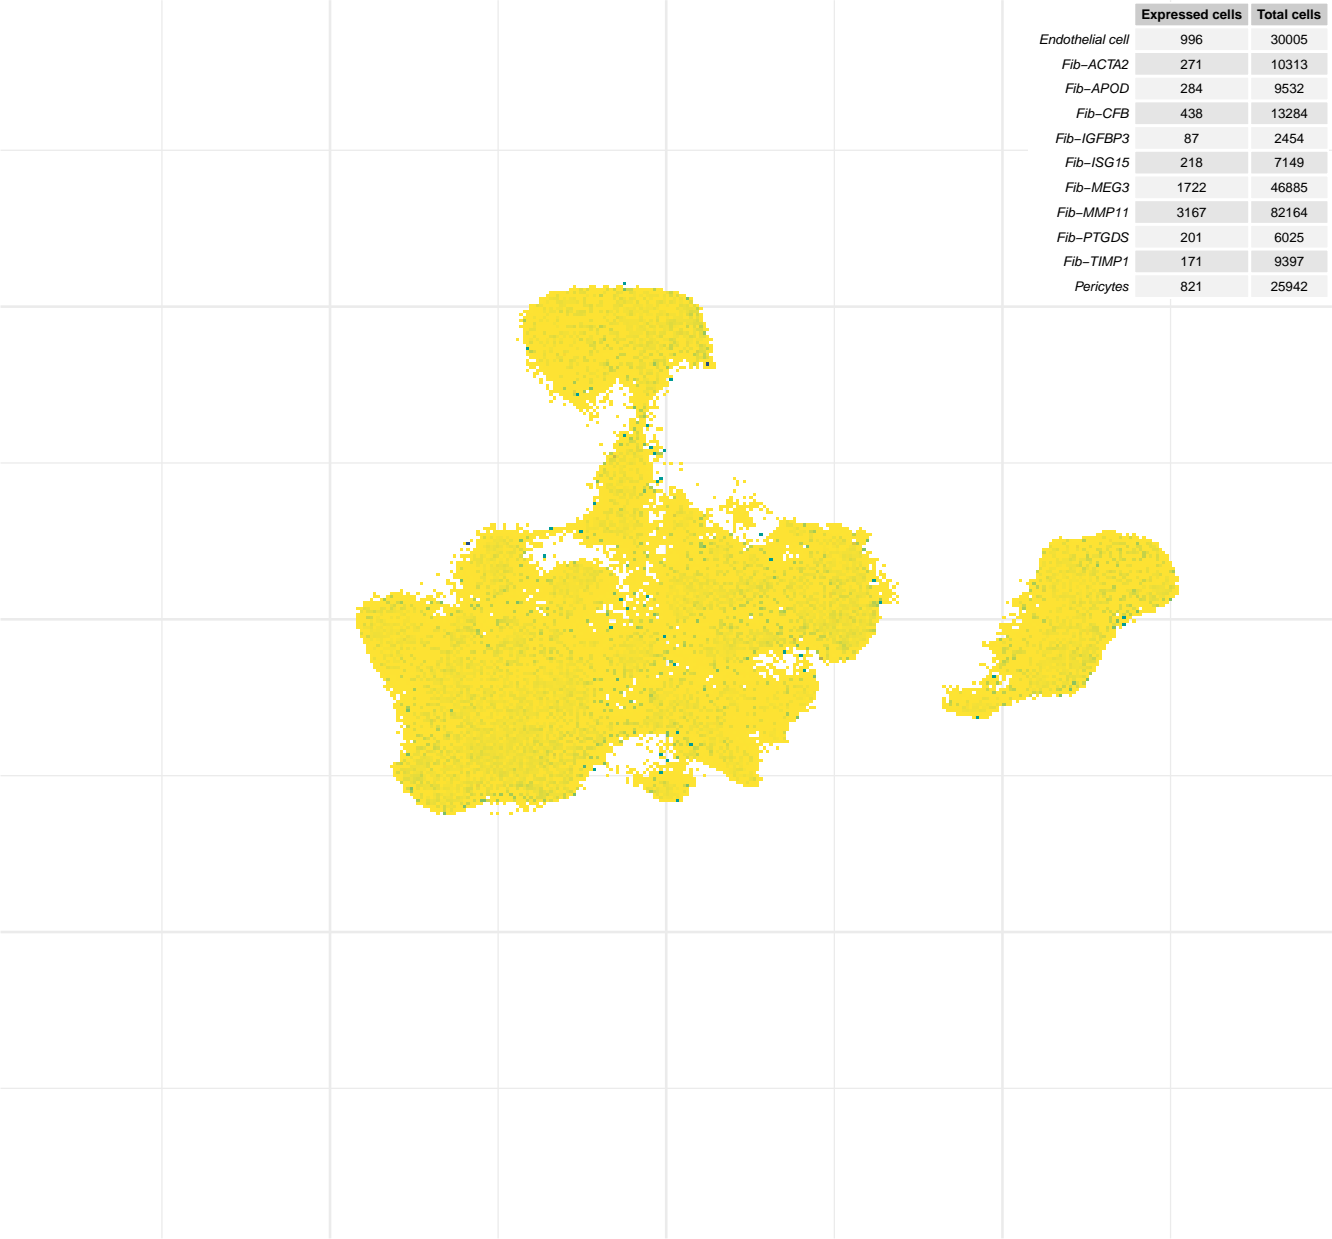 Expressed cells Total cells
Endothelial cell 996 30005
Fib−ACTA2 271 10313
Fib−APOD 284 9532
Fib−CFB 438 13284
Fib−IGFBP3 87 2454
Fib−ISG15 218 7149
Fib−MEG3 1722 46885
Fib−MMP11 3167 82164
Fib−PTGDS 201 6025
Fib−TIMP1 171 9397
Pericytes 821 25942